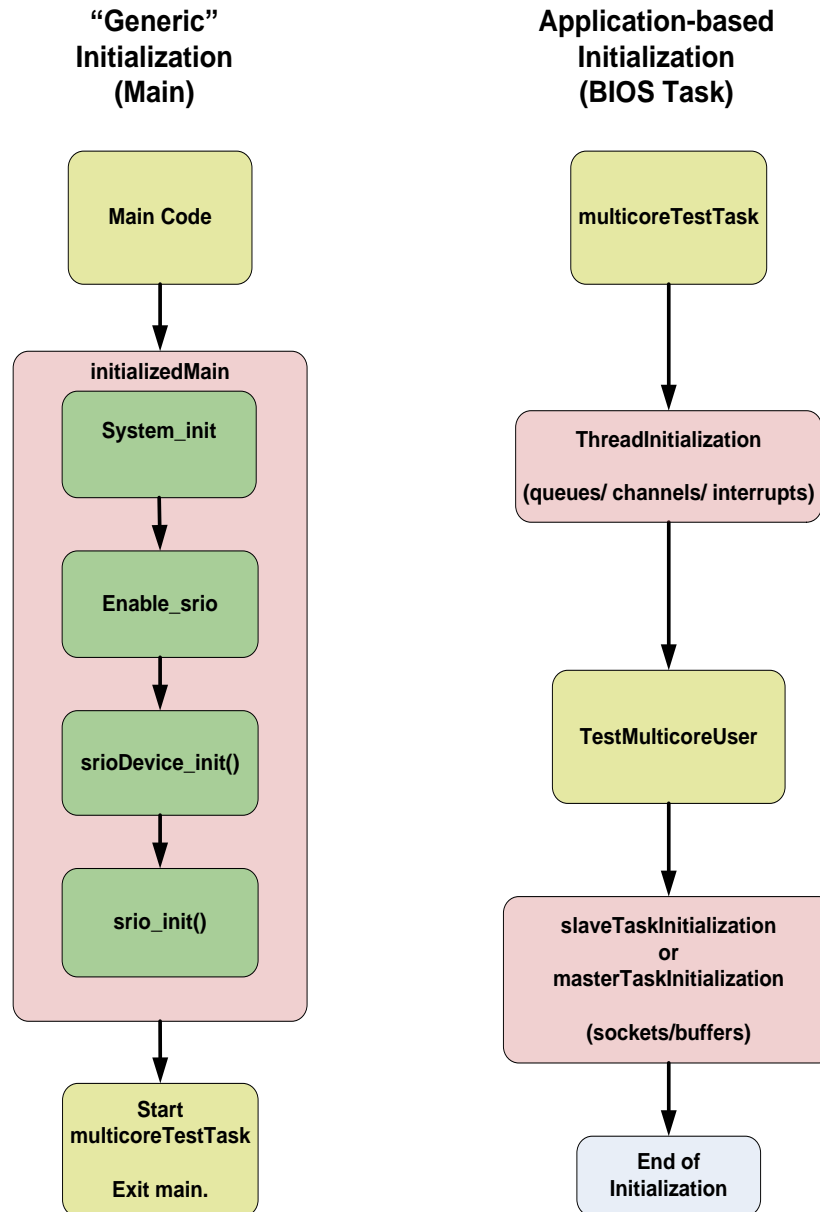 “Generic”
Initialization
(Main)
Main Code
initializedMain
System_init
Enable_srio
srioDevice_init()
srio_init()
Start
multicoreTestTask
Exit main.
Application-based
Initialization
(BIOS Task)
multicoreTestTask
ThreadInitialization
(queues/ channels/ interrupts)
TestMulticoreUser
slaveTaskInitialization
or
masterTaskInitialization
(sockets/buffers)
End of
Initialization